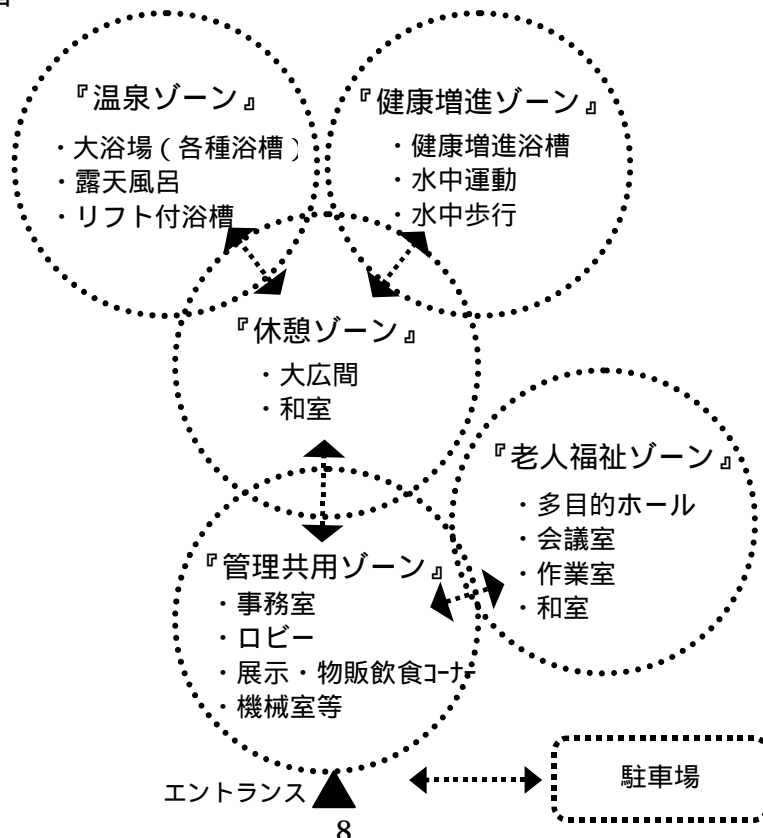 『温泉ゾーン』
・大浴場（各種浴槽）
・露天風呂
・リフト付浴槽
『健康増進ゾーン』
・健康増進浴槽
・水中運動
・水中歩行
『休憩ゾーン』
・大広間
・和室
『老人福祉ゾーン』
・多目的ホール
・会議室
・作業室
・和室
『管理共用ゾーン』
・事務室
・ロビー
・展示・物販飲食ｺｰﾅｰ
・機械室等
エントランス
駐車場
8